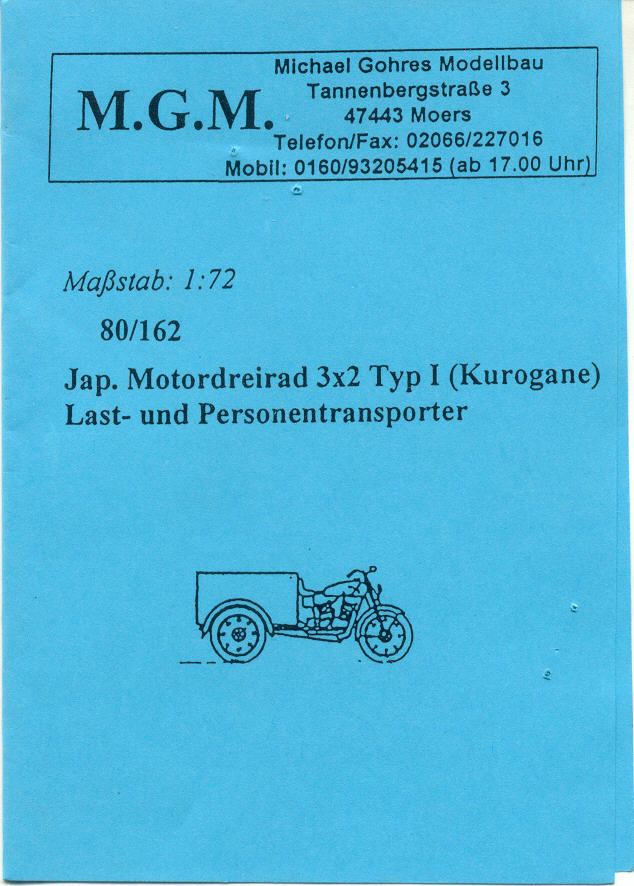 M.G.M.
Michael Gohres Modellbau
Tannenbergstraße 3
47443 Moers
Telefon/Fax: 02066/227016
Mobil: 0160/93205415 (ab 17.00 Uhr)
Maßstab: 1:72
80/162
Jap. Motordreirad 3x2 Typ I (Kurogane)
Last- und Personentransporter